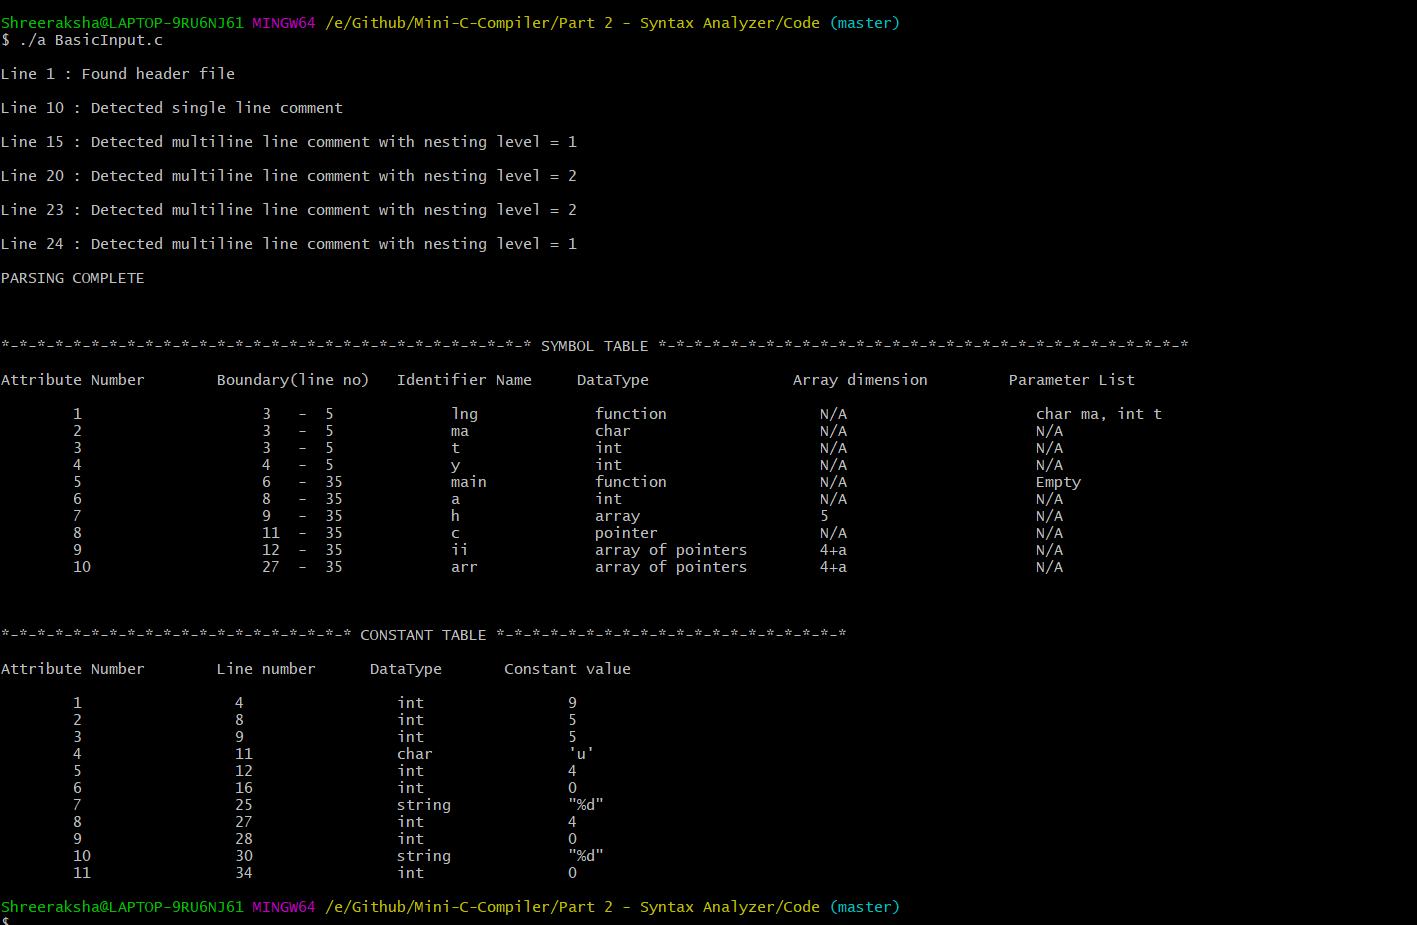 Shreeraksha@LAPTOP-9RU6NJ61 MINGW64 /e/Github/Mini-C-Compiler/Part 2 - Syntax Analyzer/Code (master)
$ ./a BasicInput.c
Line 1 : Found header file
Line 10 : Detected single line comment
Line 15 : Detected multiline line comment with nesting level = 1
Line 20 : Detected multiline line comment with nesting level = 2
Line 23 : Detected multiline line comment with nesting level = 2
Line 24 : Detected multiline line comment with nesting level = 1
PARSING COMPLETE
*-*-*-*-*-*-*-*-*-*-*-*-*-*-*-*-*-*-*-*-*-*-*-*-*-*-*-*-*-* SYMBOL TABLE *-*-*-*-*-*-*-*-*-*-*-*-*-*-*-*-*-*-*-*-*-*-*-*-*-*-*-*-*-*
Attribute Number Boundary(line no) Identifier Name DataType Array dimension Parameter List
1 3 - 5 lng function N/A char ma, int t
2 3 - 5 ma char N/A N/A
3 3 - 5 t int N/A N/A
4 4 - 5 y int N/A N/A
5 6 - 35 main function N/A Empty
6 8 - 35 a int N/A N/A
7 9 - 35 h array 5 N/A
8 11 - 35 c pointer N/A N/A
9 12 - 35 ii array of pointers 4+a N/A
10 27 - 35 arr array of pointers 4+a N/A
*-*-*-*-*-*-*-*-*-*-*-*-*-*-*-*-*-*-*-* CONSTANT TABLE *-*-*-*-*-*-*-*-*-*-*-*-*-*-*-*-*-*-*-*
Attribute Number Line number DataType Constant value
1 4 int 9
2 8 int 5
3 9 int 5
4 11 char 'u'
5 12 int 4
6 16 int 0
7 25 string "%d"
8 27 int 4
9 28 int 0
10 30 string "%d"
11 34 int 0
Shreeraksha@LAPTOP-9RU6NJ61 MINGW64 /e/Github/Mini-C-Compiler/Part 2 - Syntax Analyzer/Code (master)
$